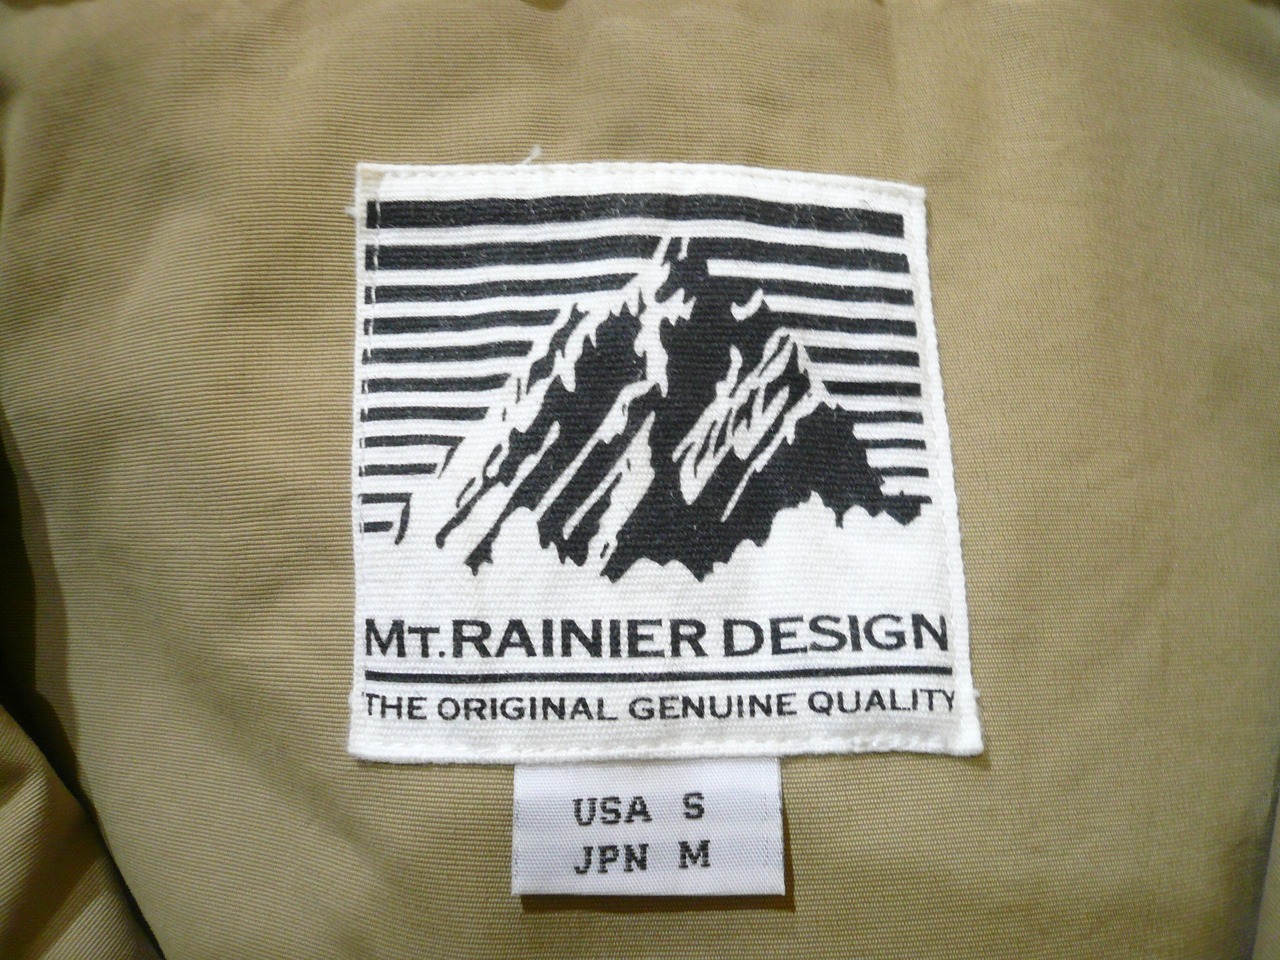 MT. RAINIER DESIGN
THE ORIGINAL GENUINE QUALITY
USA S
JPN M